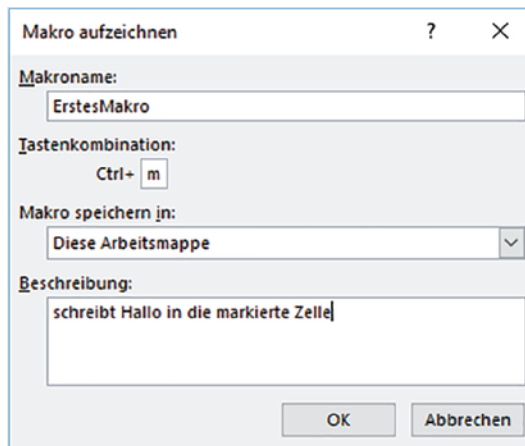 Makro aufzeichnen ?
Makroname:
ErstesMakro
Tastenkombination:
Ctrl+ m
Makro speichern in:
Diese Arbeitsmappe
Beschreibung:
schreibt Hallo in die markierte Zelle
OK Abbrechen